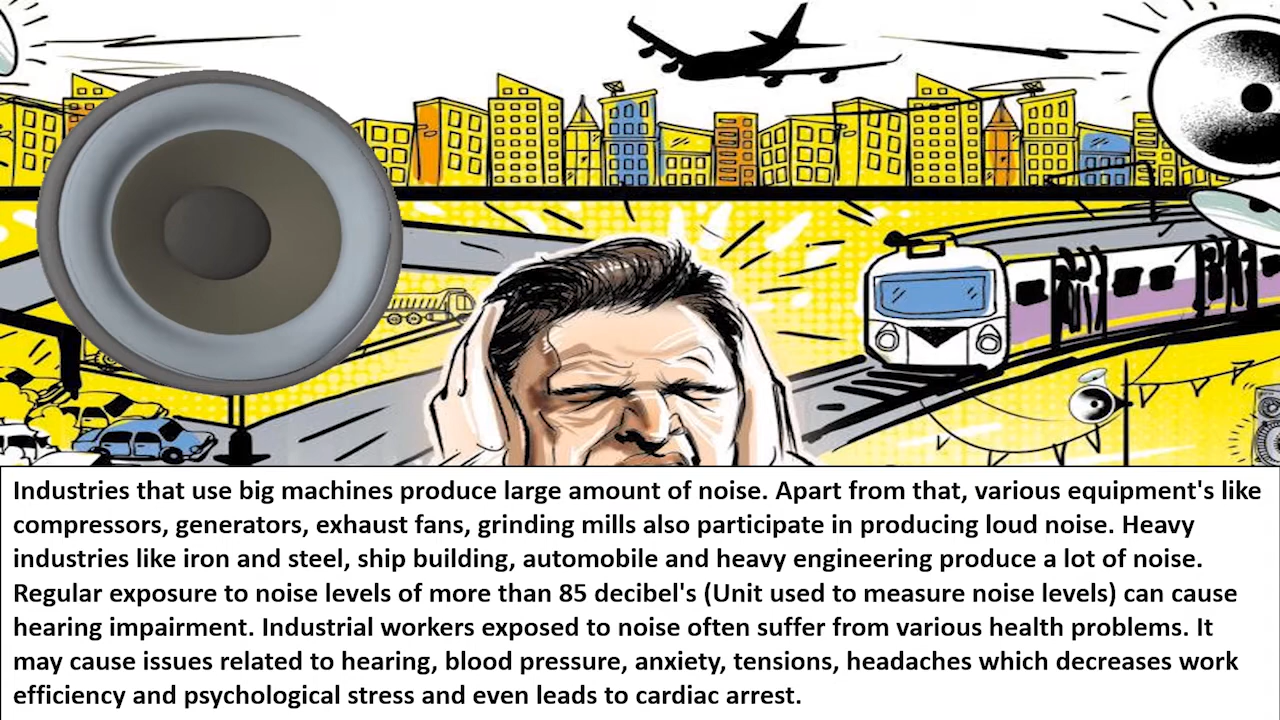 Industries that use big machines produce large amount of noise. Apart from that, various equipment's like
compressors, generators, exhaust fans, grinding mills also participate in producing loud noise. Heavy
industries like iron and steel, ship building, automobile and heavy engineering produce a lot of noise.
Regular exposure to noise levels of more than 85 decibel's (Unit used to measure noise levels) can cause
hearing impairment. Industrial workers exposed to noise often suffer from various health problems. It
may cause issues related to hearing, blood pressure, anxiety, tensions, headaches which decreases work
efficiency and psychological stress and even leads to cardiac arrest.